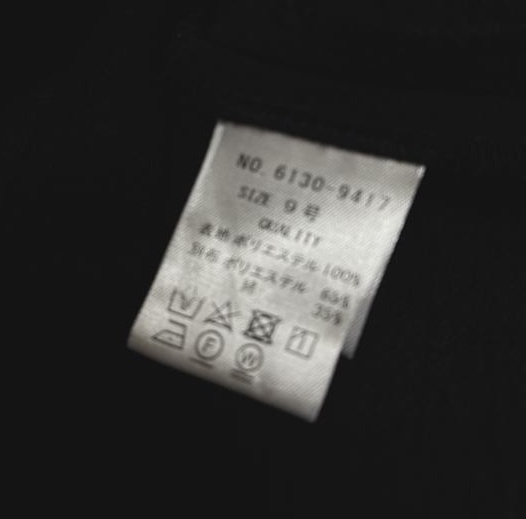 NO. 6130-9417
SIZE 9号
QUALITY
表地 ポリエステル 100%
別布 ポリエステル 65%
綿 35%
F
W